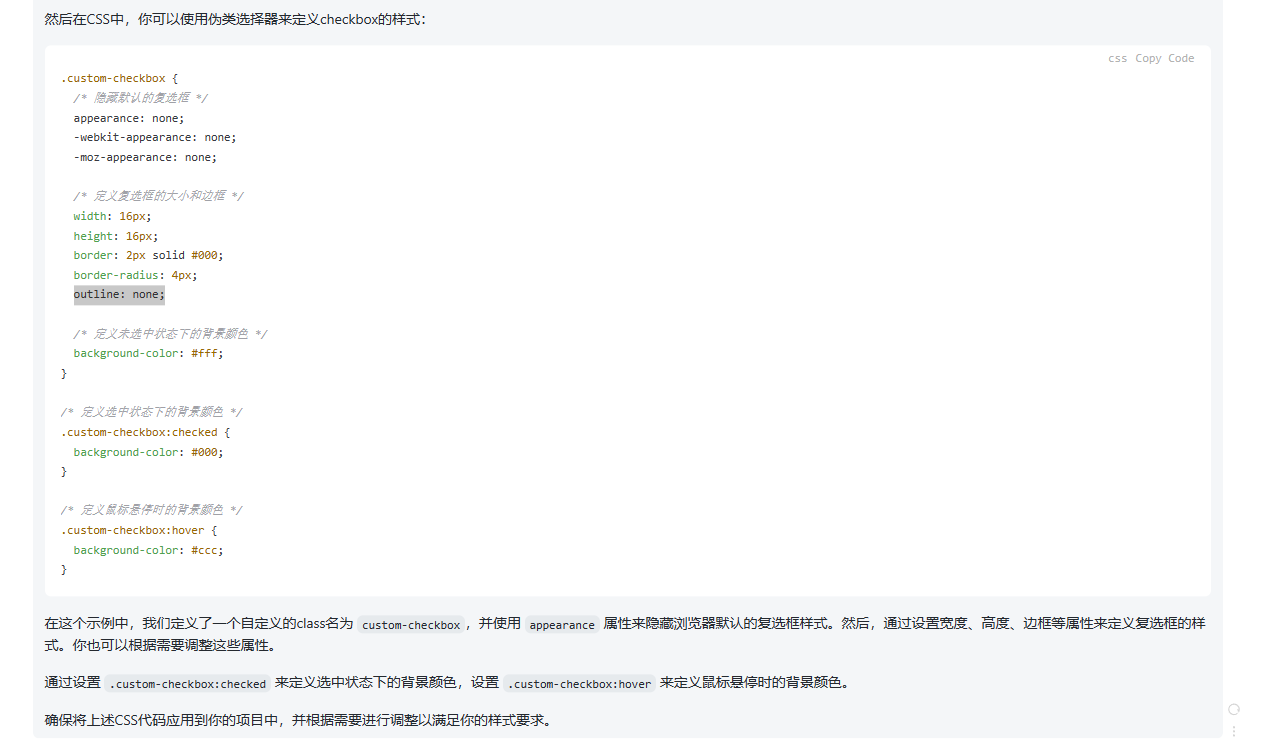 然后在CSS中，你可以使用伪类选择器来定义checkbox的样式：
css Copy Code
.custom-checkbox {
/* 隐藏默认的复选框 */
appearance: none;
-webkit-appearance: none;
-moz-appearance: none;
/* 定义复选框的大小和边框 */
width: 16px;
height: 16px;
border: 2px solid #000;
border-radius: 4px;
outline: none;
/* 定义未选中状态下的背景颜色 */
background-color: #fff;
}
/* 定义选中状态下的背景颜色 */
.custom-checkbox:checked {
background-color: #000;
}
/* 定义鼠标悬停时的背景颜色 */
.custom-checkbox:hover {
background-color: #ccc;
}
在这个示例中，我们定义了一个自定义的class名为 custom-checkbox，并使用 appearance 属性来隐藏浏览器默认的复选框样式。然后，通过设置宽度、高度、边框等属性来定义复选框的样
式。你也可以根据需要调整这些属性。
通过设置 .custom-checkbox:checked 来定义选中状态下的背景颜色，设置 .custom-checkbox:hover 来定义鼠标悬停时的背景颜色。
确保将上述CSS代码应用到你的项目中，并根据需要进行调整以满足你的样式要求。